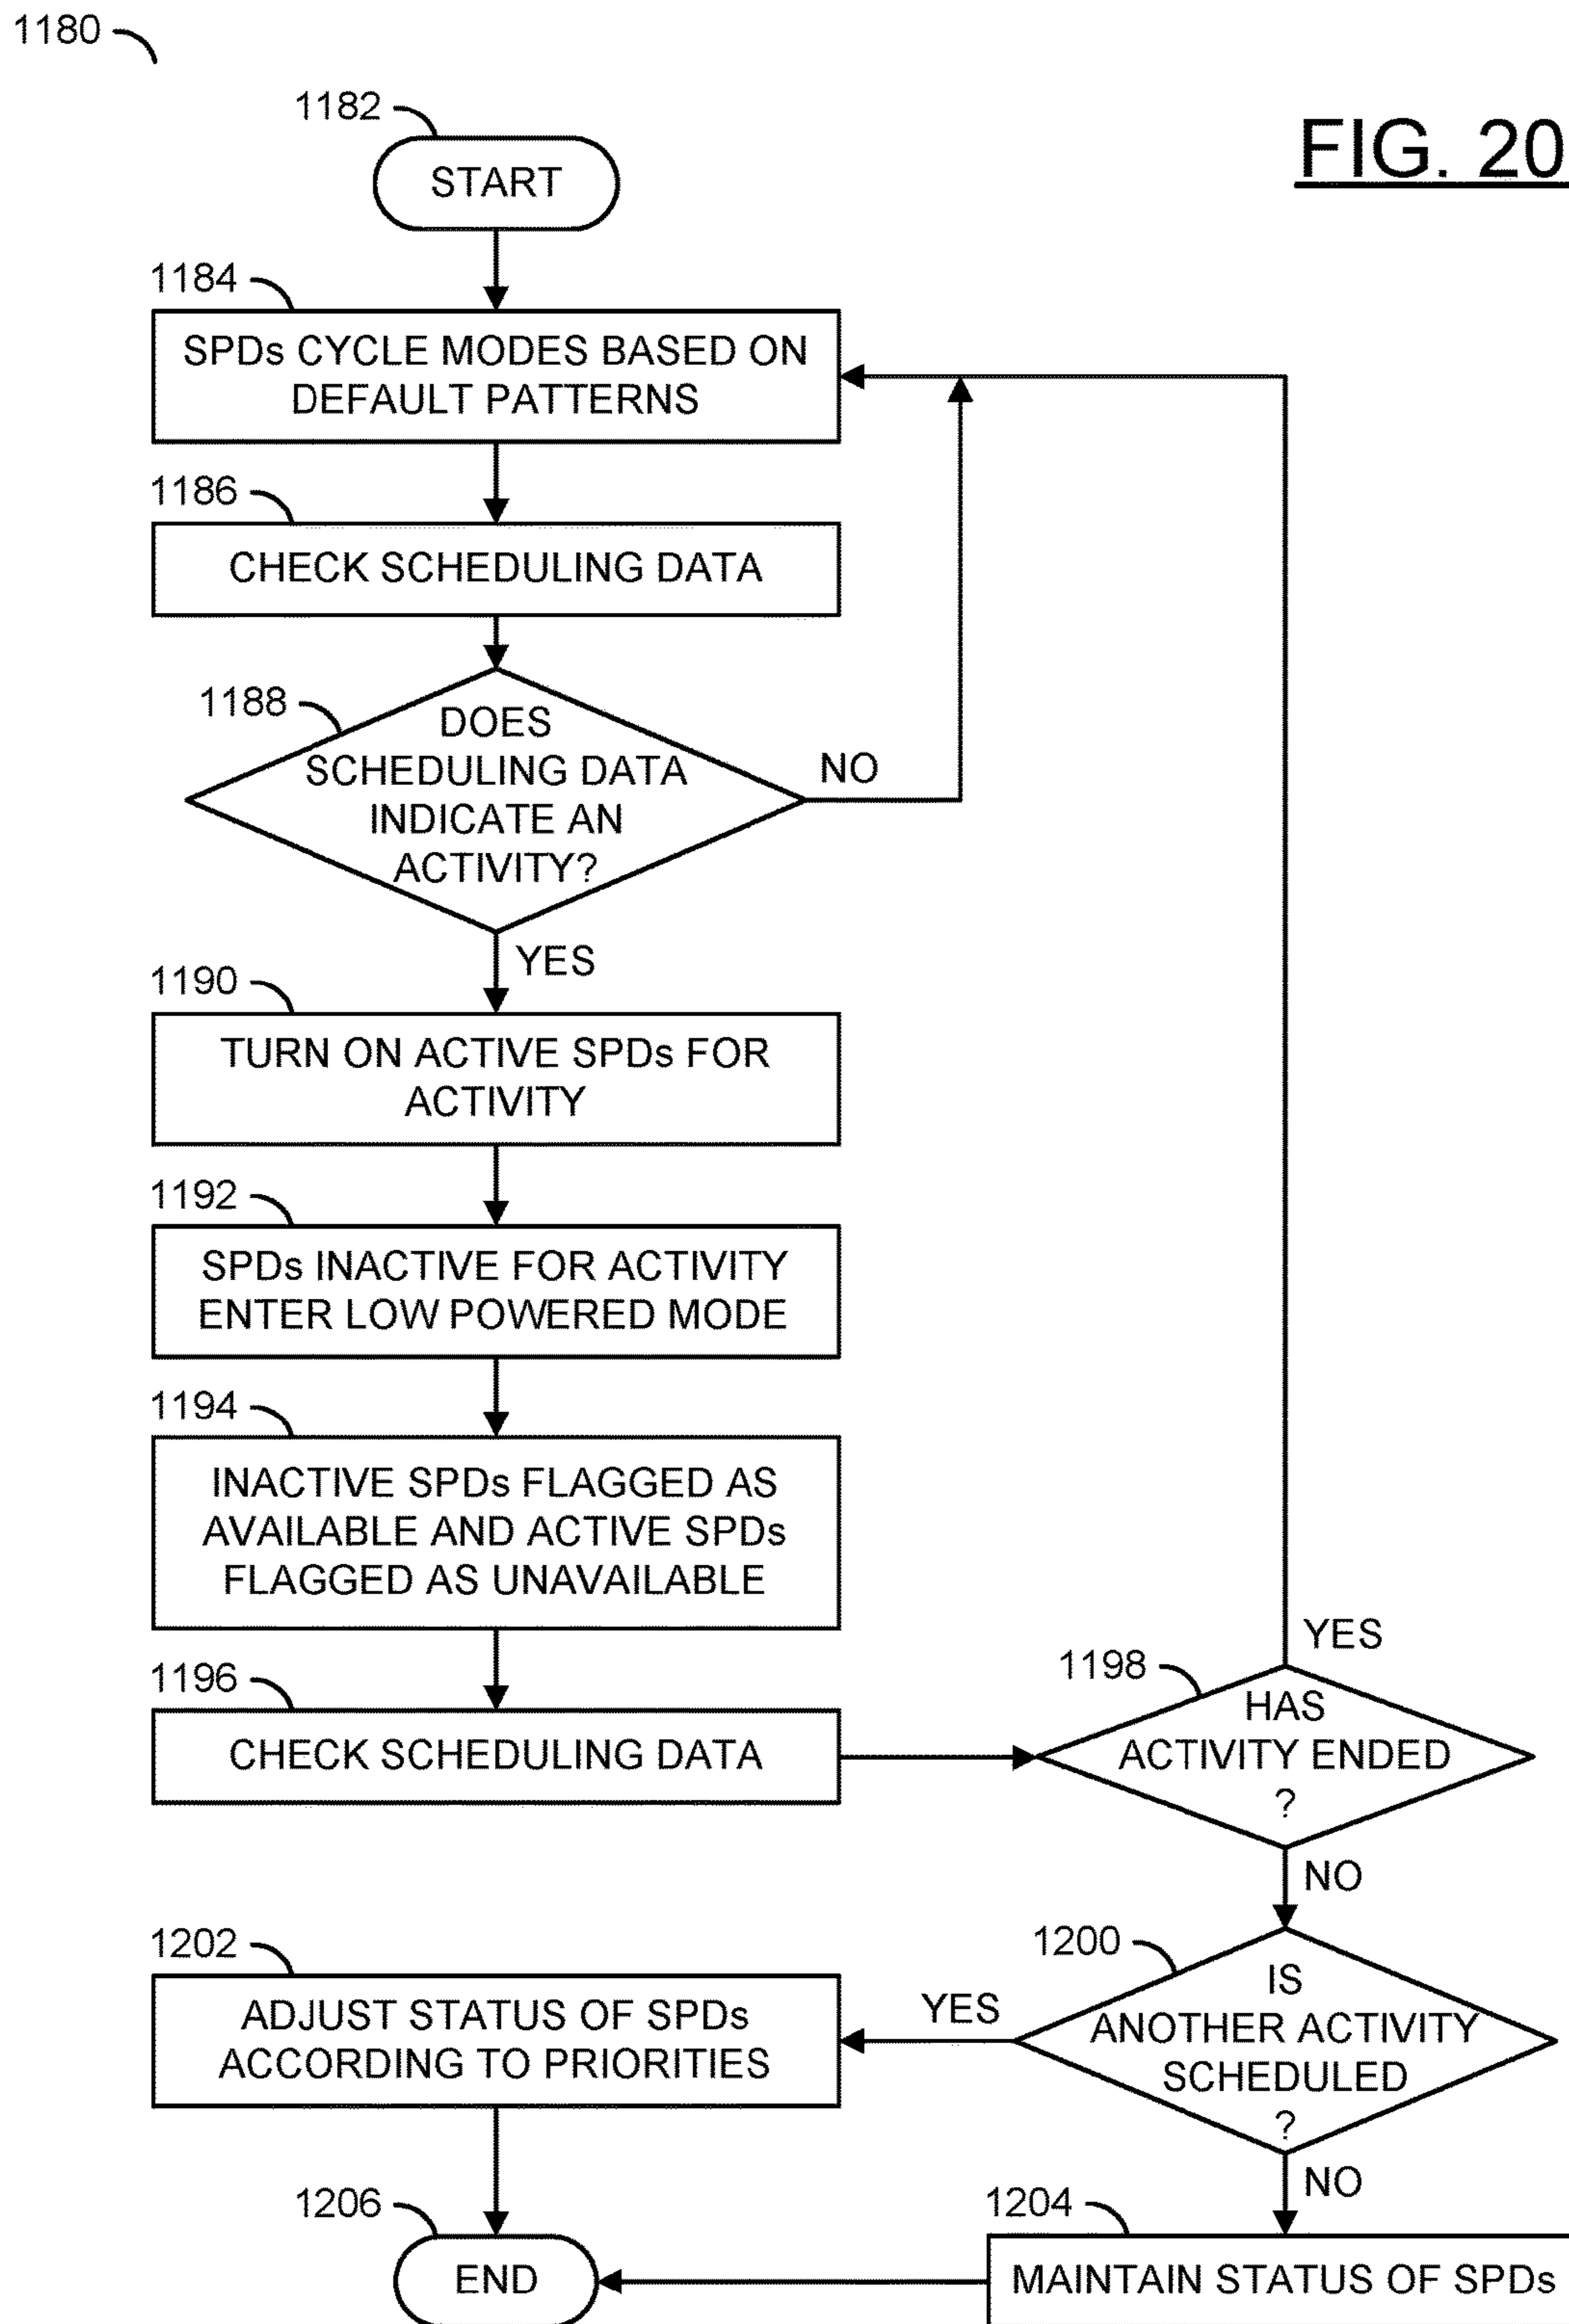 1180
1182
FIG. 20
START
1184
SPDs CYCLE MODES BASED ON
DEFAULT PATTERNS
1186
CHECK SCHEDULING DATA
1188
DOES
SCHEDULING DATA
INDICATE AN
ACTIVITY?
NO
YES
1190
TURN ON ACTIVE SPDs FOR
ACTIVITY
1192
SPDs INACTIVE FOR ACTIVITY
ENTER LOW POWERED MODE
1194
INACTIVE SPDs FLAGGED AS
AVAILABLE AND ACTIVE SPDs
FLAGGED AS UNAVAILABLE
1196
CHECK SCHEDULING DATA
YES
1198
HAS
ACTIVITY ENDED
?
NO
1200
IS
ANOTHER ACTIVITY
SCHEDULED
?
YES
1202
ADJUST STATUS OF SPDs
ACCORDING TO PRIORITIES
NO
1204
MAINTAIN STATUS OF SPDs
1206
END